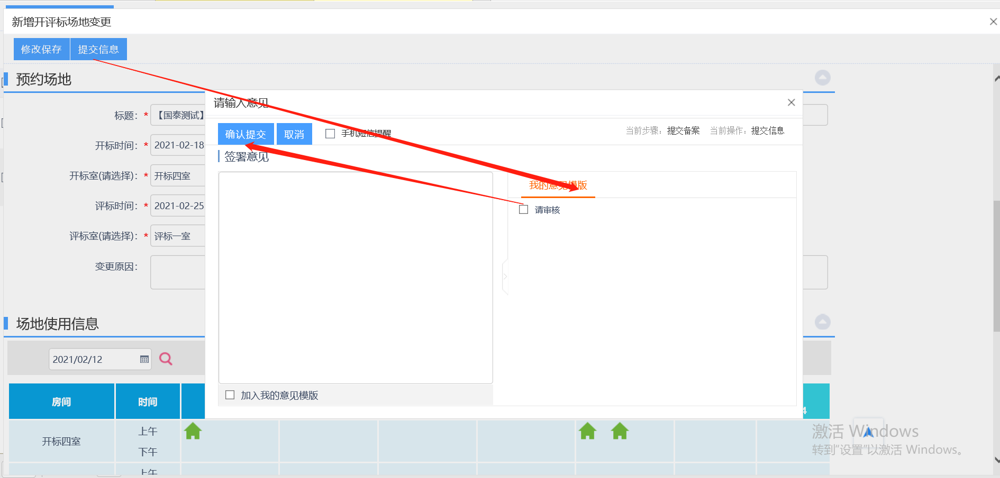 新增开评标场地变更
修改保存 提交信息
预约场地
请输入意见
标题： * 【国泰测试】
确认提交 取消 手机短信提醒 当前步骤：提交备案 当前操作：提交信息
开标时间： * 2021-02-18
签署意见
开标室(请选择)： * 开标四室
我的意见模版
评标时间： * 2021-02-25
请审核
评标室(请选择)： * 评标一室
变更原因：
场地使用信息
2021/02/12
加入我的意见模版
房间 时间 4
上午
开标四室
下午
上午
激活 Windows
转到“设置”以激活 Windows。